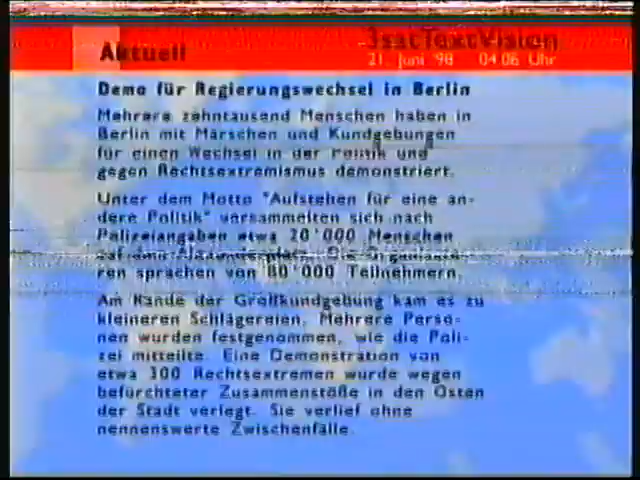 Aktuell
3satTextVision
21. Juni 98 04.06 Uhr
Demo für Regierungswechsel in Berlin
Mehrere zehntausend Menschen haben in
Berlin mit Märschen und Kundgebungen
für einen Wechsel in der Politik und
gegen Rechtsextremismus demonstriert.
Unter dem Motto "Aufstehen für eine an-
dere Politik" versammelten sich nach
Polizeiangaben etwa 20'000 Menschen
auf dem Alexanderplatz. Die Organisato-
ren sprachen von 80'000 Teilnehmern.
Am Rande der Großkundgebung kam es zu
kleineren Schlägereien. Mehrere Perso-
nen wurden festgenommen, wie die Poli-
zei mitteilte. Eine Demonstration von
etwa 300 Rechtsextremen wurde wegen
befürchteter Zusammenstöße in den Osten
der Stadt verlegt. Sie verlief ohne
nennenswerte Zwischenfälle.